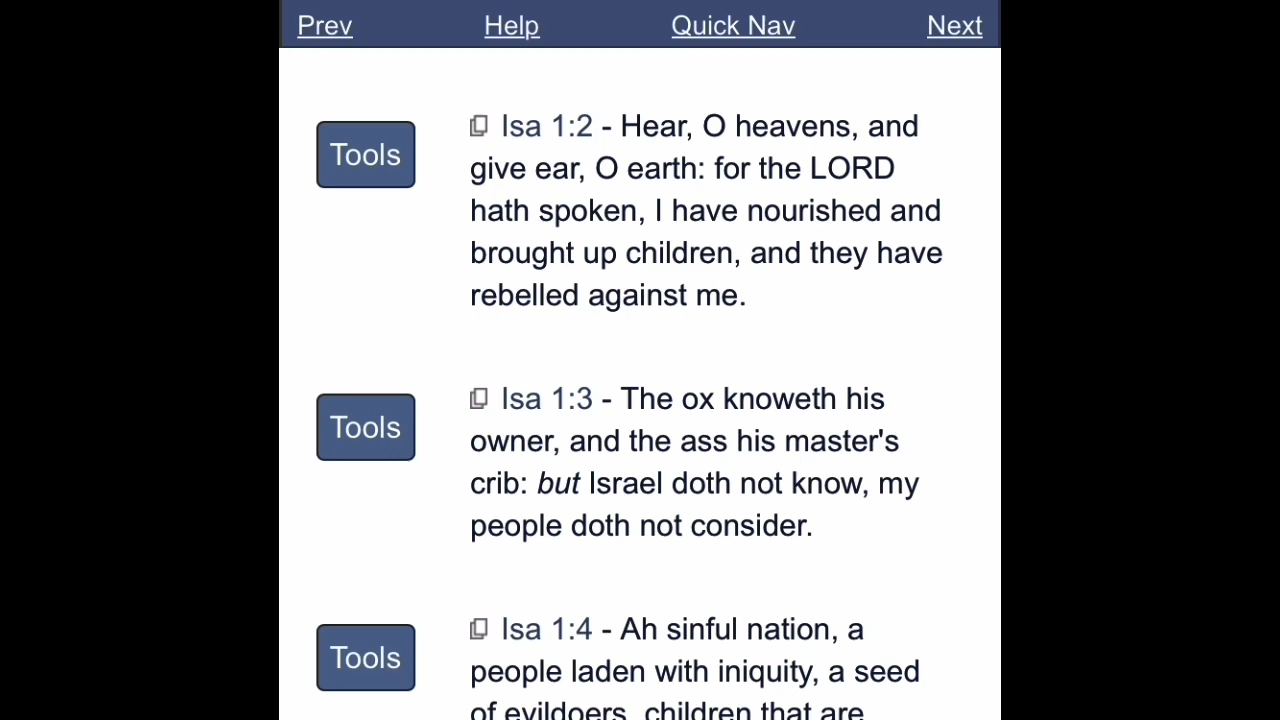 Prev Help Quick Nav Next
Tools
Isa 1:2 - Hear, O heavens, and
give ear, O earth: for the LORD
hath spoken, I have nourished and
brought up children, and they have
rebelled against me.
Tools
Isa 1:3 - The ox knoweth his
owner, and the ass his master's
crib: but Israel doth not know, my
people doth not consider.
Tools
Isa 1:4 - Ah sinful nation, a
people laden with iniquity, a seed
of evildoers, children that are